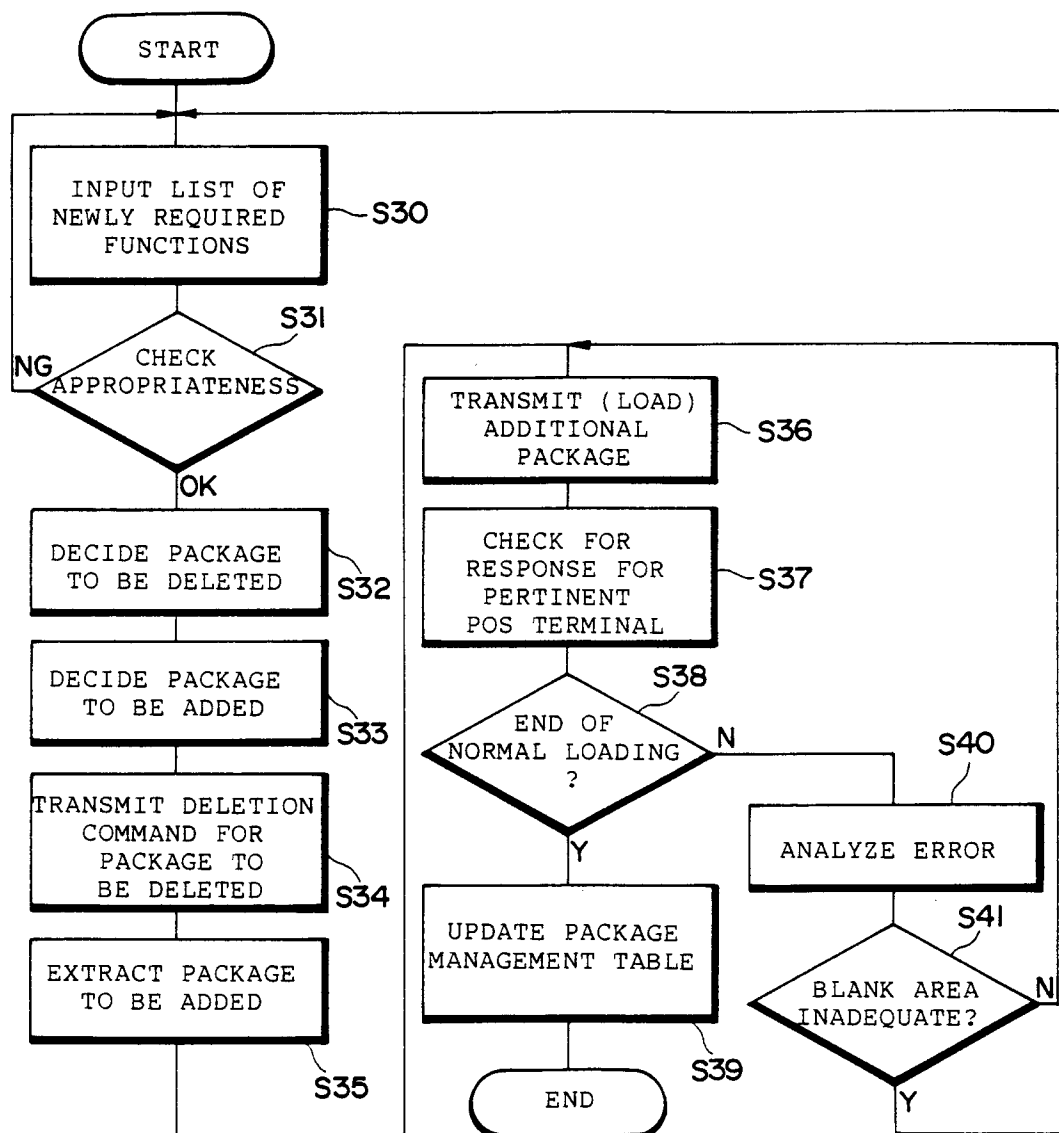 START
INPUT LIST OF
NEWLY REQUIRED
FUNCTIONS
S30
S31
NG
CHECK
APPROPRIATENESS
OK
DECIDE PACKAGE
TO BE DELETED
S32
DECIDE PACKAGE
TO BE ADDED
S33
TRANSMIT DELETION
COMMAND FOR
PACKAGE TO
BE DELETED
S34
EXTRACT PACKAGE
TO BE ADDED
S35
TRANSMIT (LOAD)
ADDITIONAL
PACKAGE
S36
CHECK FOR
RESPONSE FOR
PERTINENT
POS TERMINAL
S37
S38
END OF
NORMAL LOADING
?
N
Y
UPDATE PACKAGE
MANAGEMENT TABLE
S39
END
S40
ANALYZE ERROR
S41
BLANK AREA
INADEQUATE?
N
Y